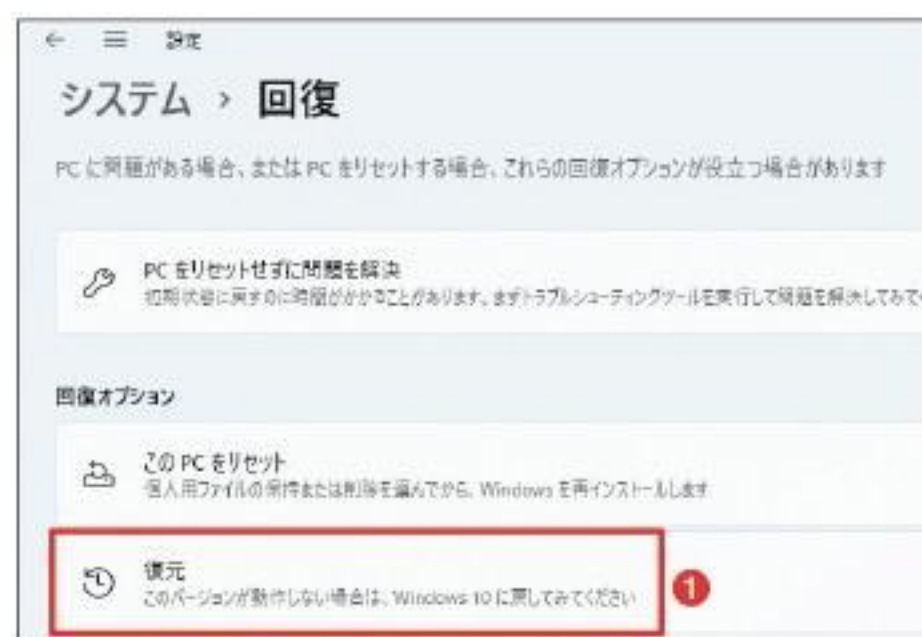 設定
システム › 回復
PC に問題がある場合、または PC をリセットする場合、これらの回復オプションが役立つ場合があります
PC をリセットせずに問題を解決
初期状態に戻すのに時間がかかることがあります。まずトラブルシューティングツールを実行して問題を解決してみて
回復オプション
この PC をリセット
個人用ファイルの保持または削除を選んでから、Windows を再インストールします
復元
このバージョンが動作しない場合は、Windows 10 に戻してみてください
1